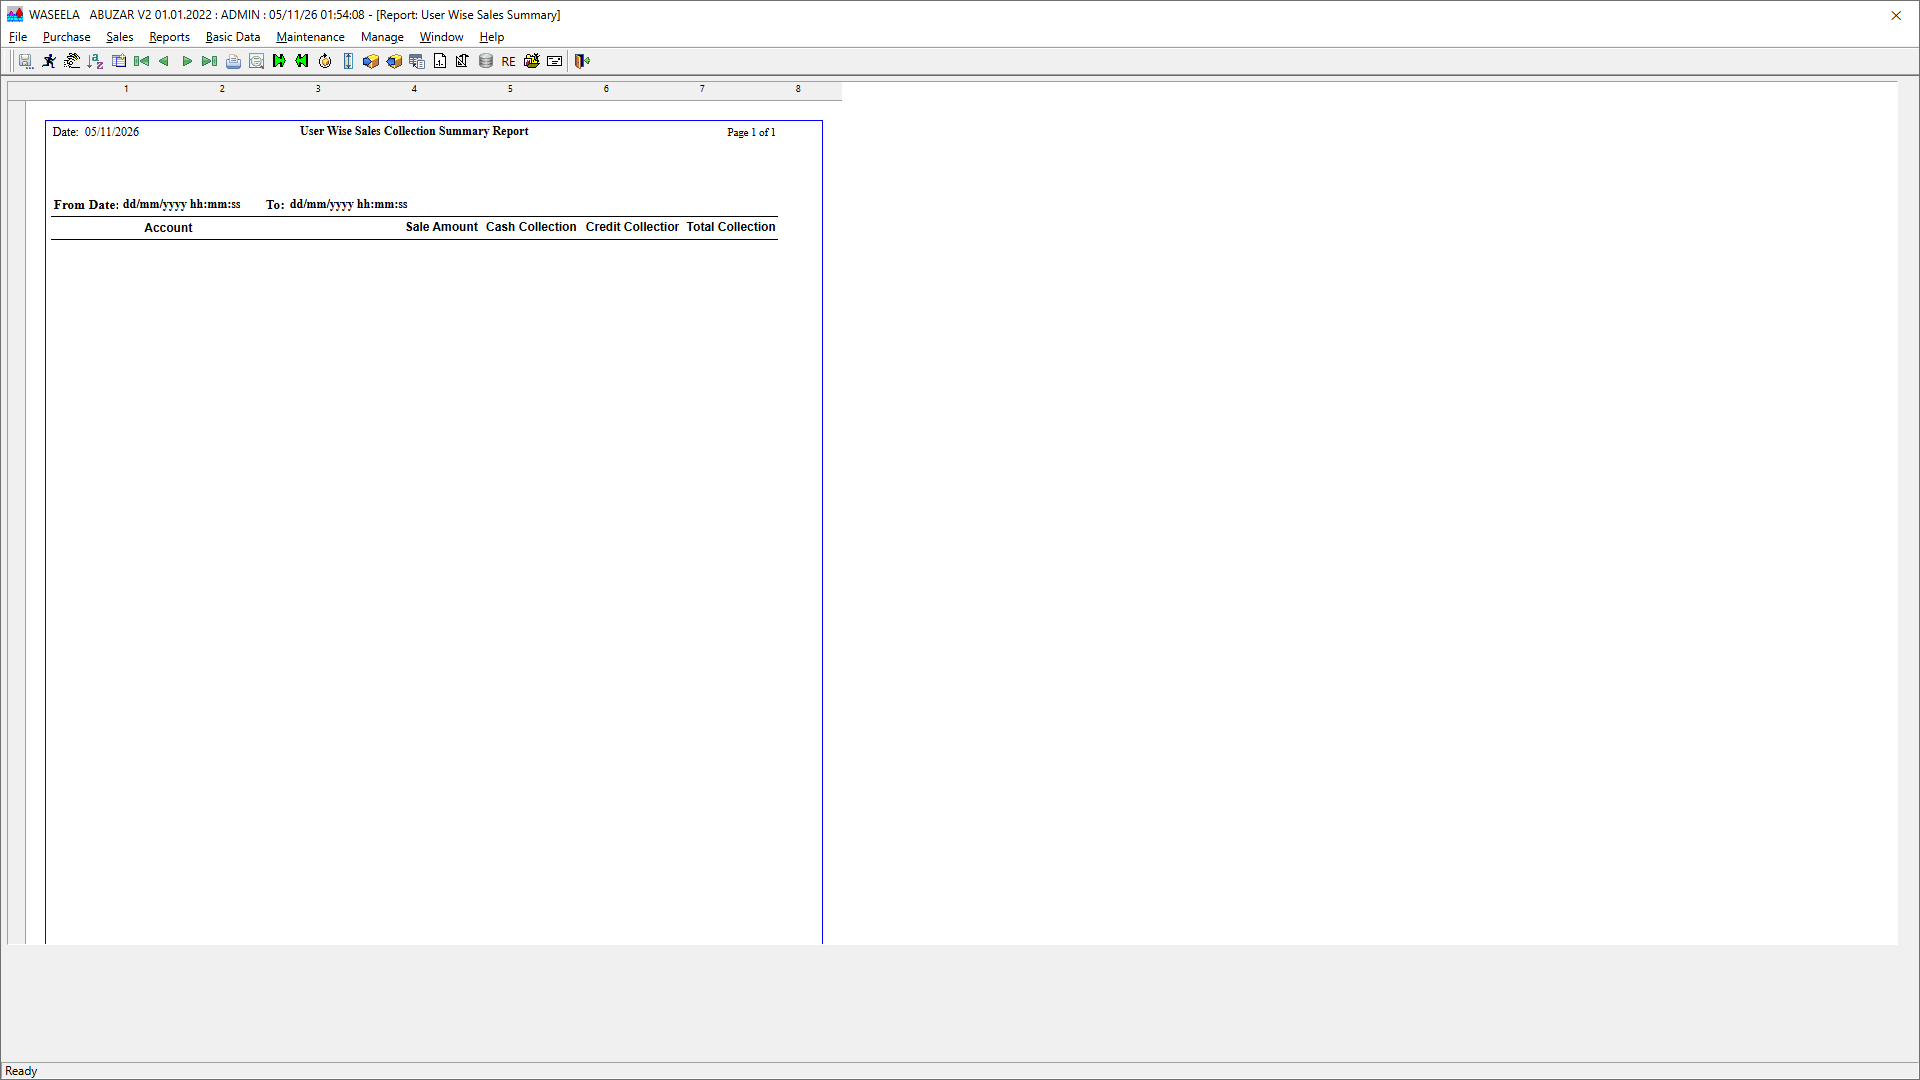 WASEELA   ABUZAR V2 01.01.2022 : ADMIN : 05/11/26 01:54:08 - [Report: User Wise Sales Summary]
File Purchase Sales Reports Basic Data Maintenance Manage Window Help
RE
1 2 3 4 5 6 7 8
Date: 05/11/2026 User Wise Sales Collection Summary Report Page 1 of 1
From Date: dd/mm/yyyy hh:mm:ss To: dd/mm/yyyy hh:mm:ss
Account Sale Amount Cash Collection Credit Collection Total Collection
Ready